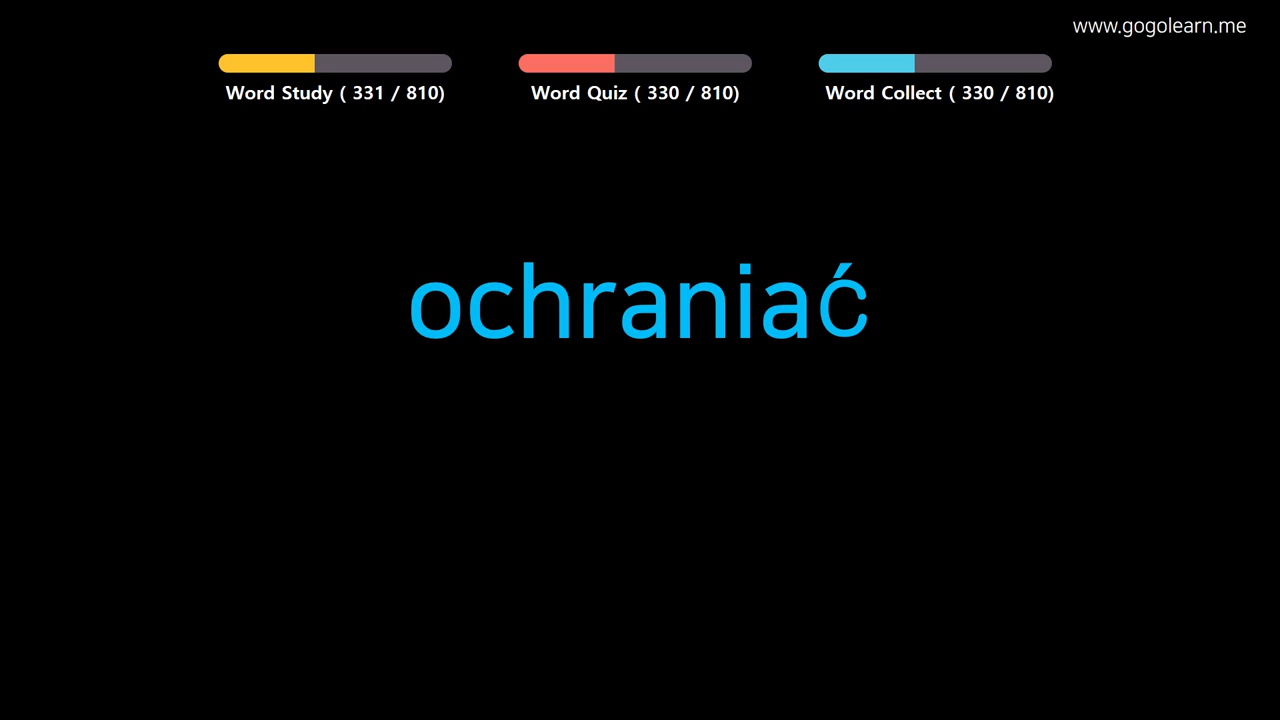 www.gogolearn.me
Word Study ( 331 / 810)
Word Quiz ( 330 / 810)
Word Collect ( 330 / 810)
ochraniać